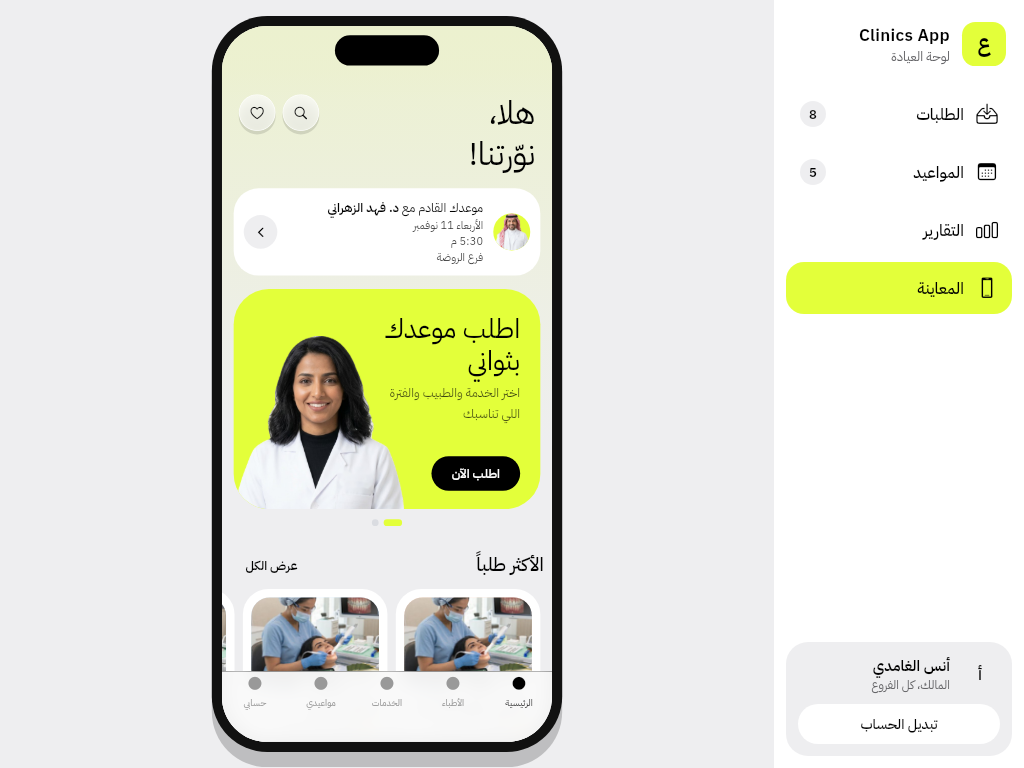 ع
Clinics App
لوحة العيادة
الطلبات
8
المواعيد
5
التقارير
المعاينة
أ
أنس الغامدي
المالك، كل الفروع
تبديل الحساب
هلا،
نوّرتنا!
موعدك القادم مع د. فهد الزهراني
الأربعاء 11 نوفمبر
5:30 م
فرع الروضة
اطلب موعدك
بثواني
اختر الخدمة والطبيب والفترة
اللي تناسبك
اطلب الآن
الأكثر طلباً
عرض الكل
الرئيسية
الأطباء
الخدمات
مواعيدي
حسابي